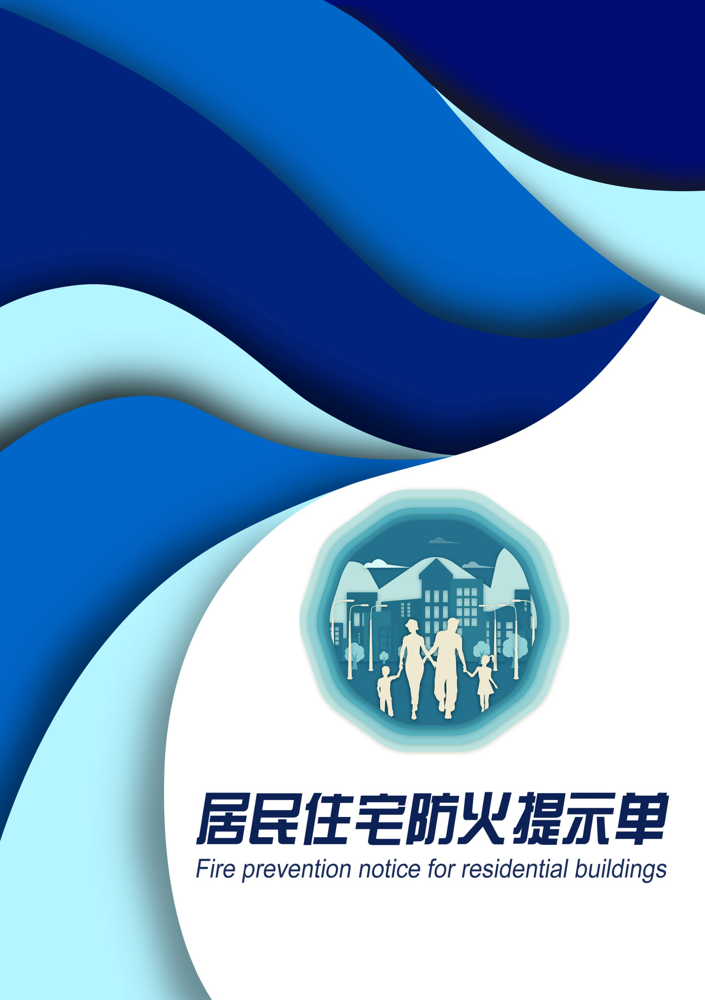 居民住宅防火提示单
Fire prevention notice for residential buildings